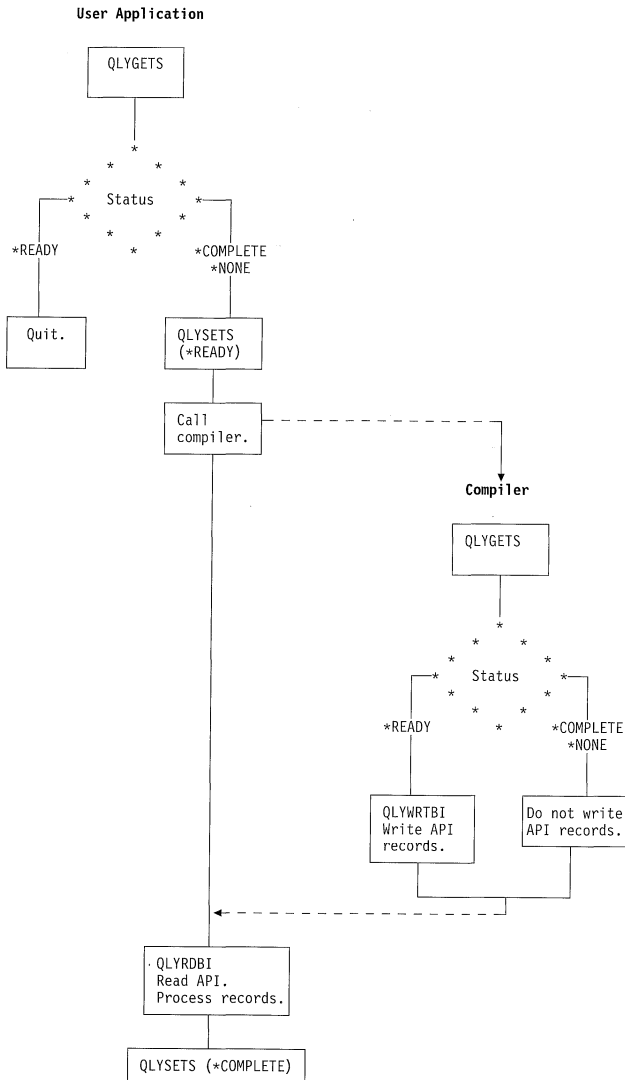 User Application
QLYGETS
Status
*READY
*COMPLETE
*NONE
Quit.
QLYSETS
(*READY)
Call
compiler.
Compiler
QLYGETS
Status
*READY
*COMPLETE
*NONE
QLYWRTBI
Write API
records.
Do not write
API records.
QLYRDBI
Read API.
Process records.
QLYSETS (*COMPLETE)